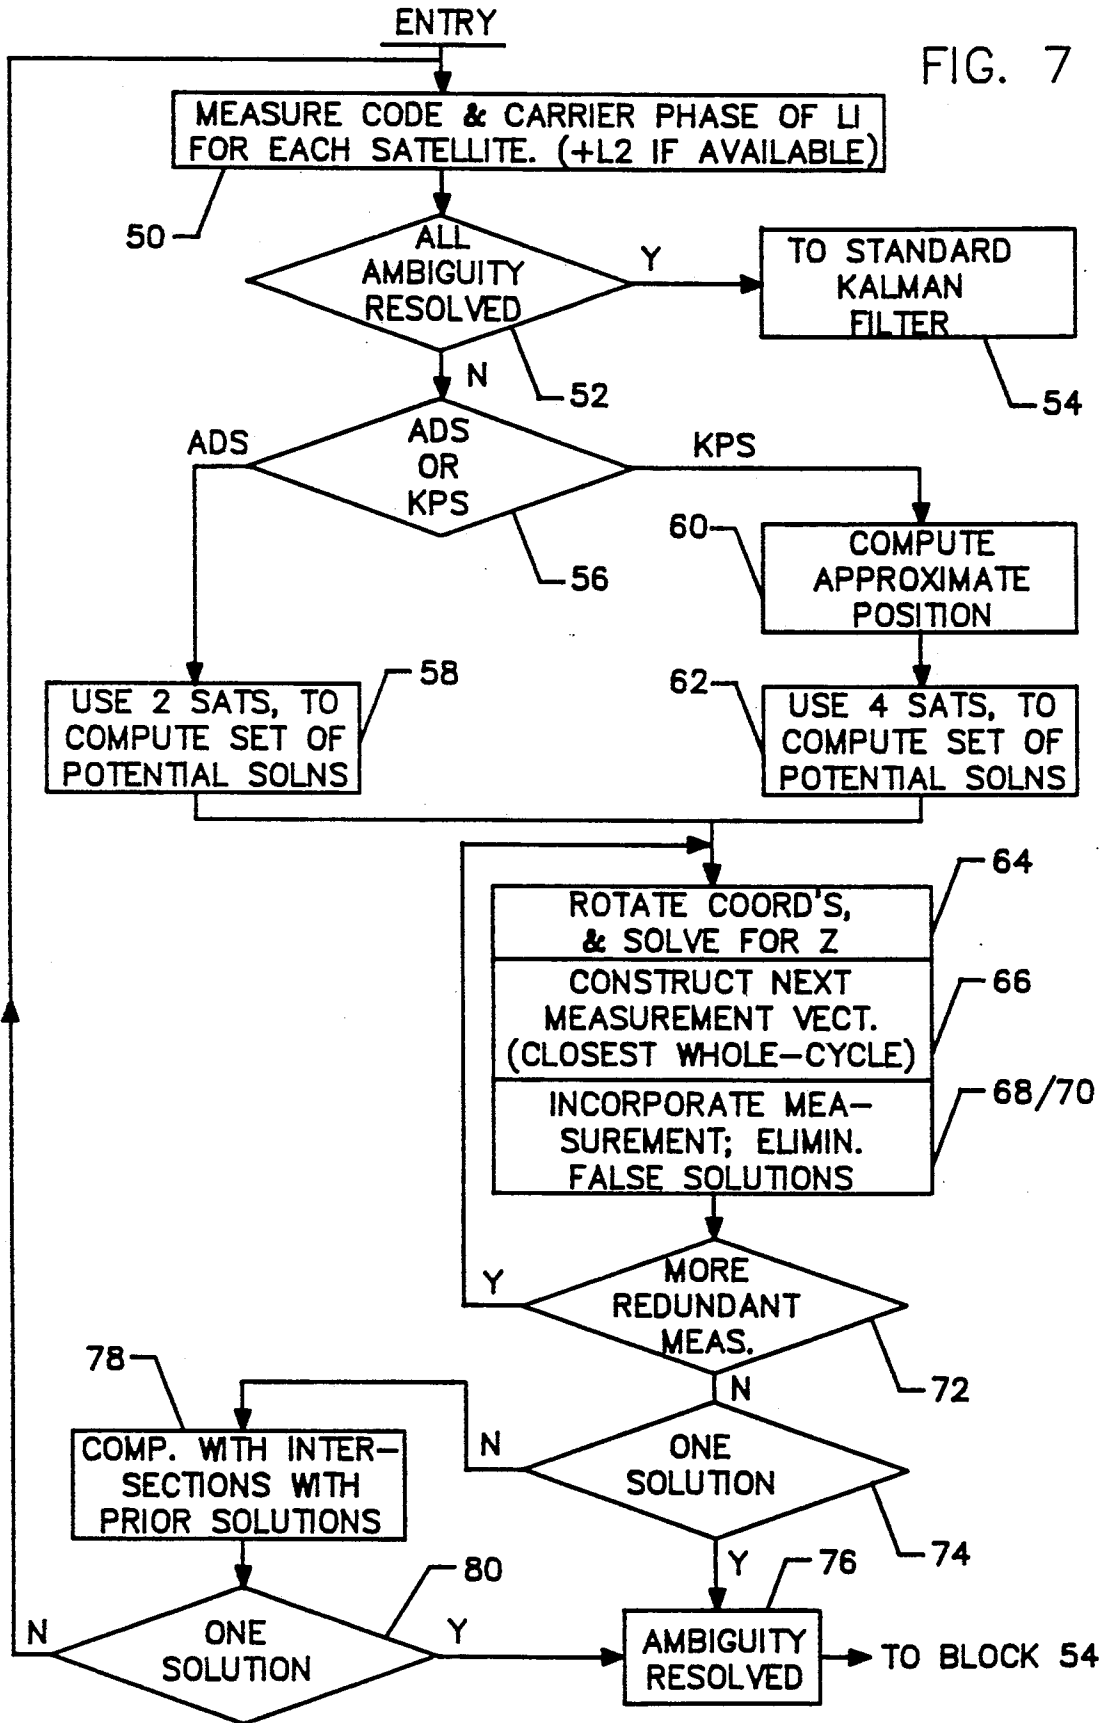 ENTRY
FIG. 7
MEASURE CODE & CARRIER PHASE OF L1
FOR EACH SATELLITE. (+L2 IF AVAILABLE)
50
ALL
AMBIGUITY
RESOLVED
Y
TO STANDARD
KALMAN
FILTER
N
52
54
ADS
ADS
OR
KPS
KPS
56
60
COMPUTE
APPROXIMATE
POSITION
58
62
USE 2 SATS, TO
COMPUTE SET OF
POTENTIAL SOLNS
USE 4 SATS, TO
COMPUTE SET OF
POTENTIAL SOLNS
64
ROTATE COORD'S,
& SOLVE FOR Z
66
CONSTRUCT NEXT
MEASUREMENT VECT.
(CLOSEST WHOLE-CYCLE)
68/70
INCORPORATE MEA-
SUREMENT; ELIMIN.
FALSE SOLUTIONS
Y
MORE
REDUNDANT
MEAS.
72
N
78
COMP. WITH INTER-
SECTIONS WITH
PRIOR SOLUTIONS
N
ONE
SOLUTION
74
Y
76
80
N
ONE
SOLUTION
Y
AMBIGUITY
RESOLVED
TO BLOCK 54